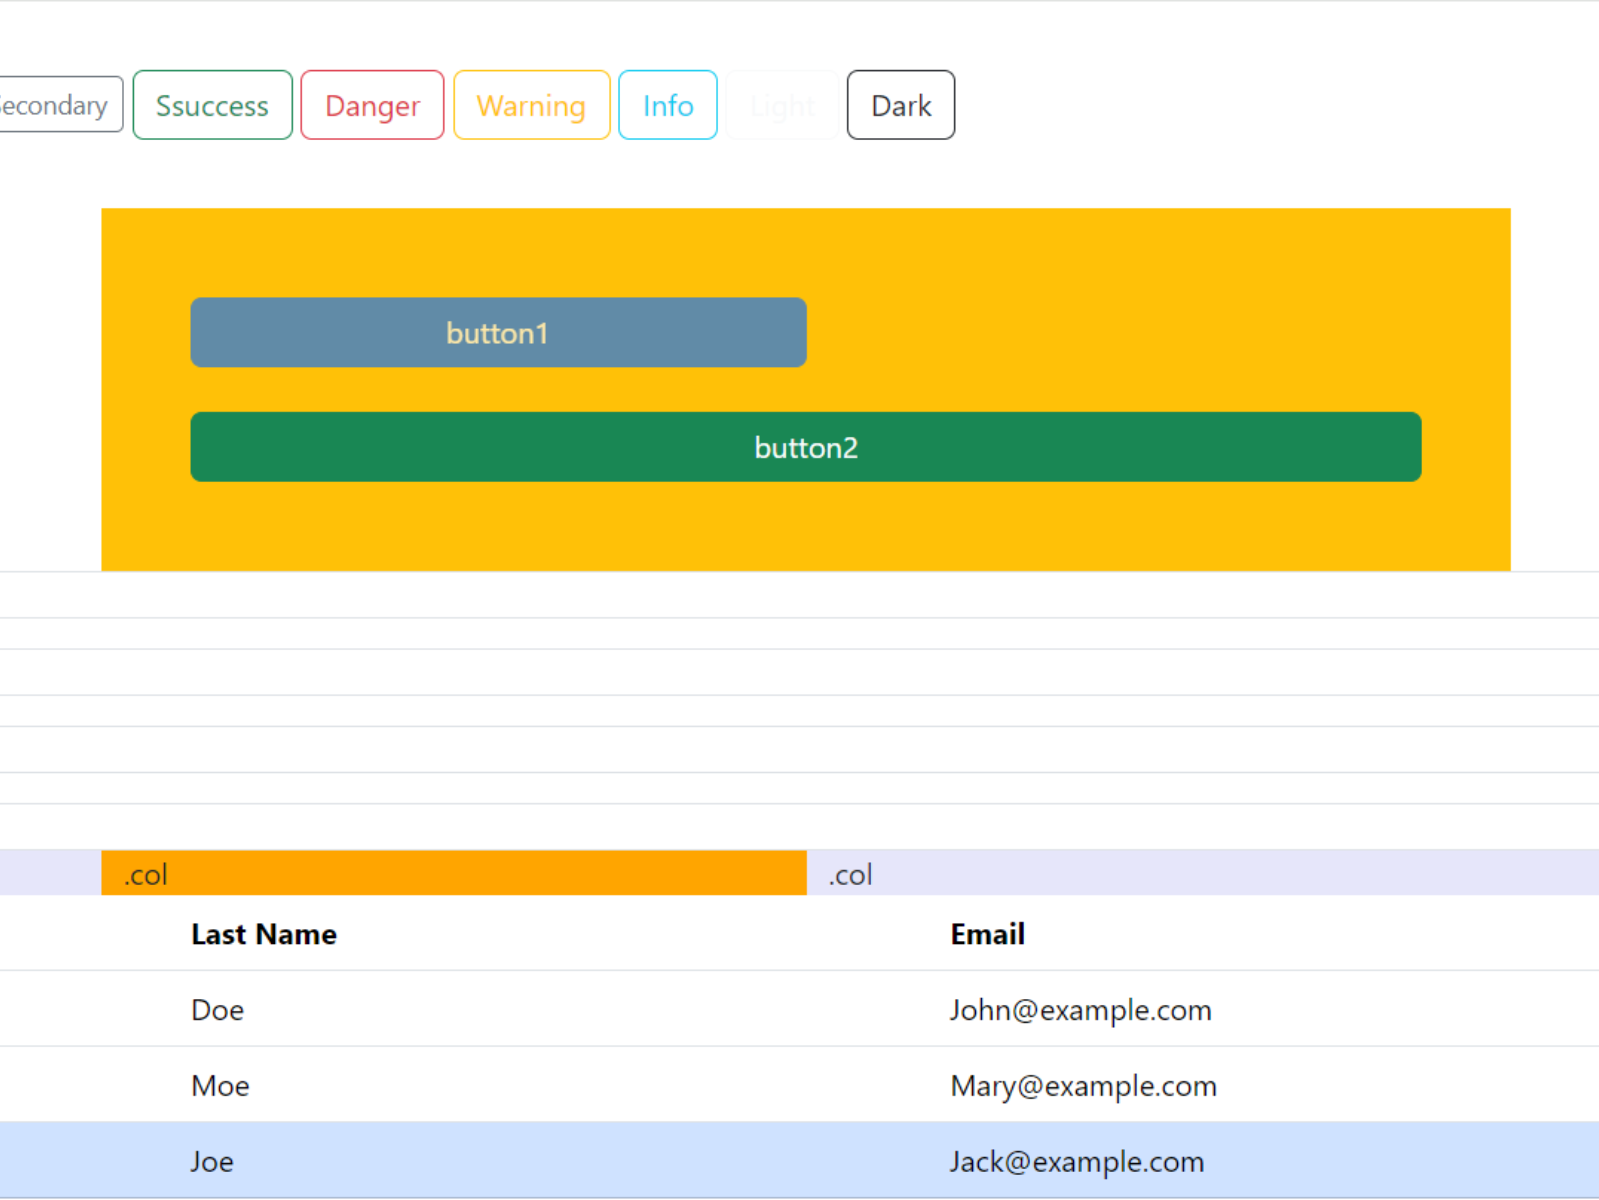 Secondary Ssuccess Danger Warning Info Light Dark
button1
button2
.col .col
Last Name Email
Doe John@example.com
Moe Mary@example.com
Joe Jack@example.com